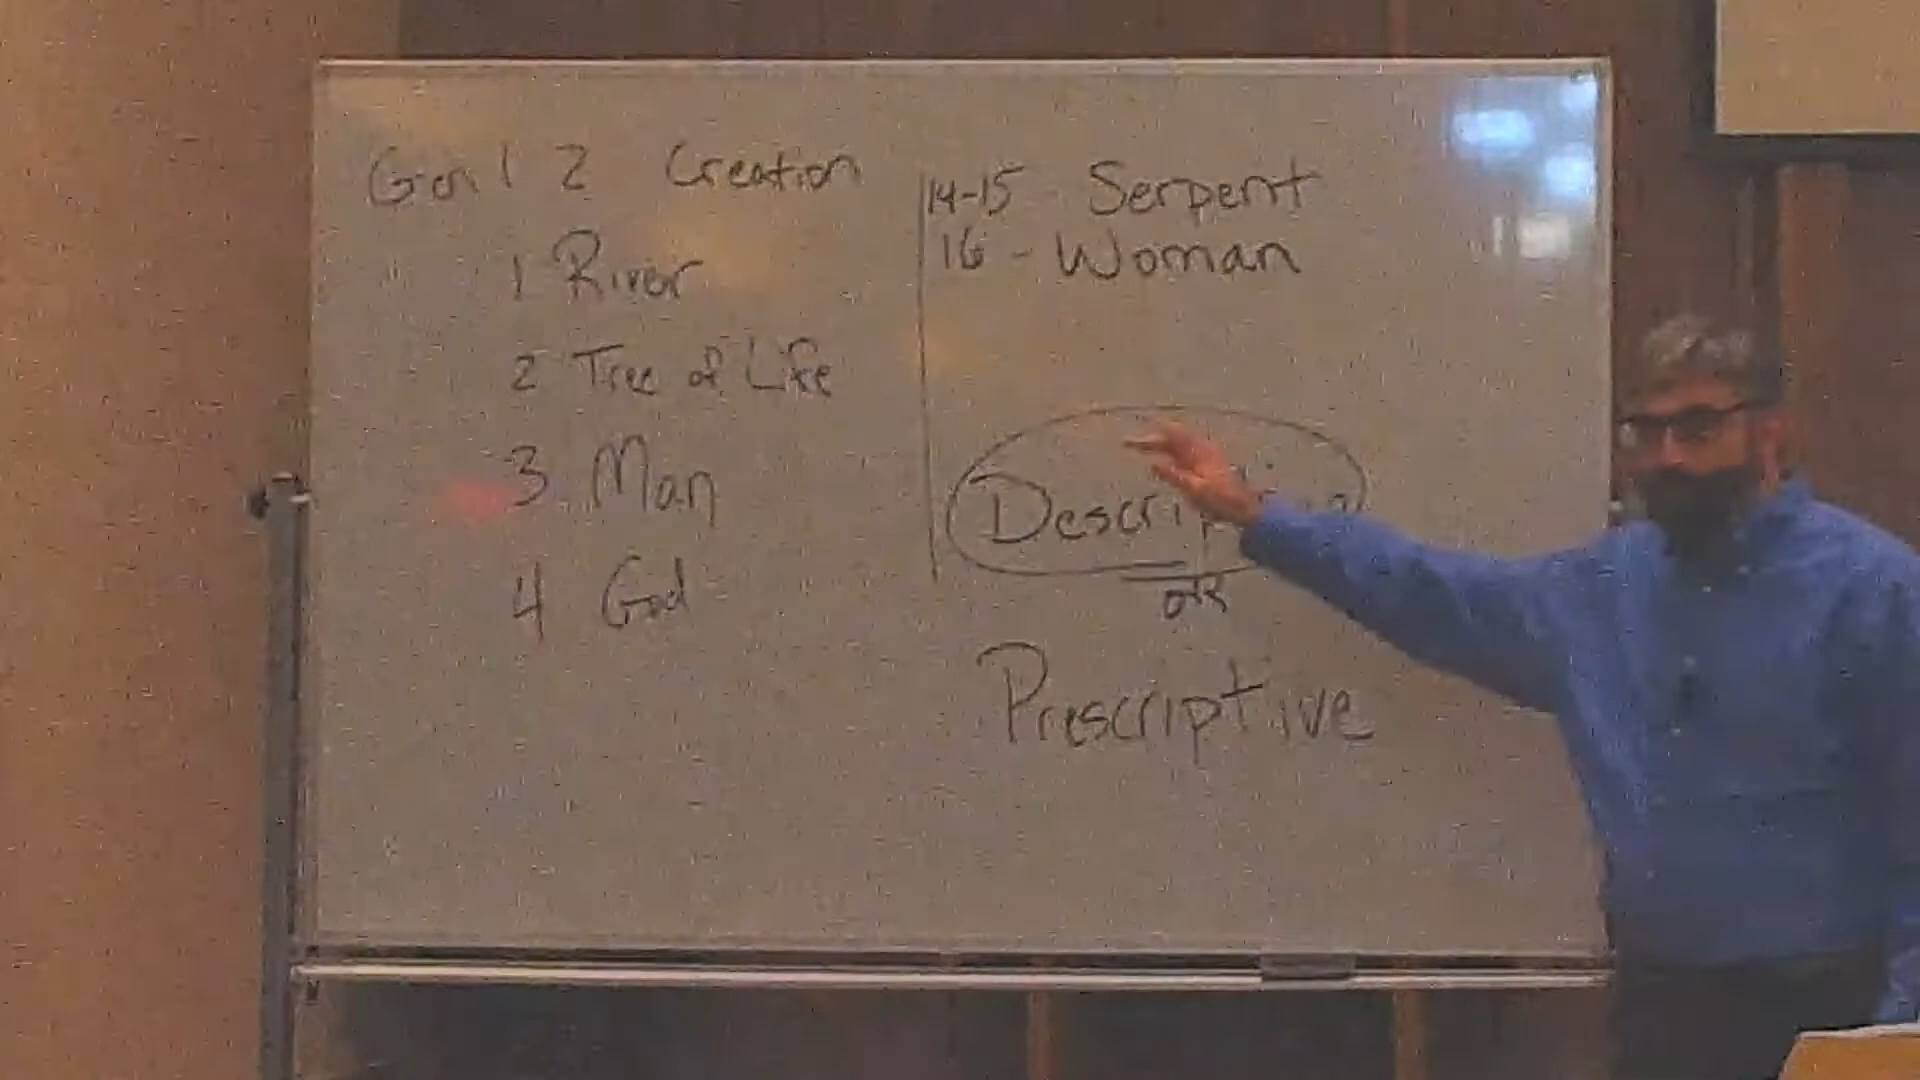 Gen 1 2 Creation
1 River
2 Tree of Life
3 Man
4 God
14-15 - Serpent
16 - Woman
or
Prescriptive